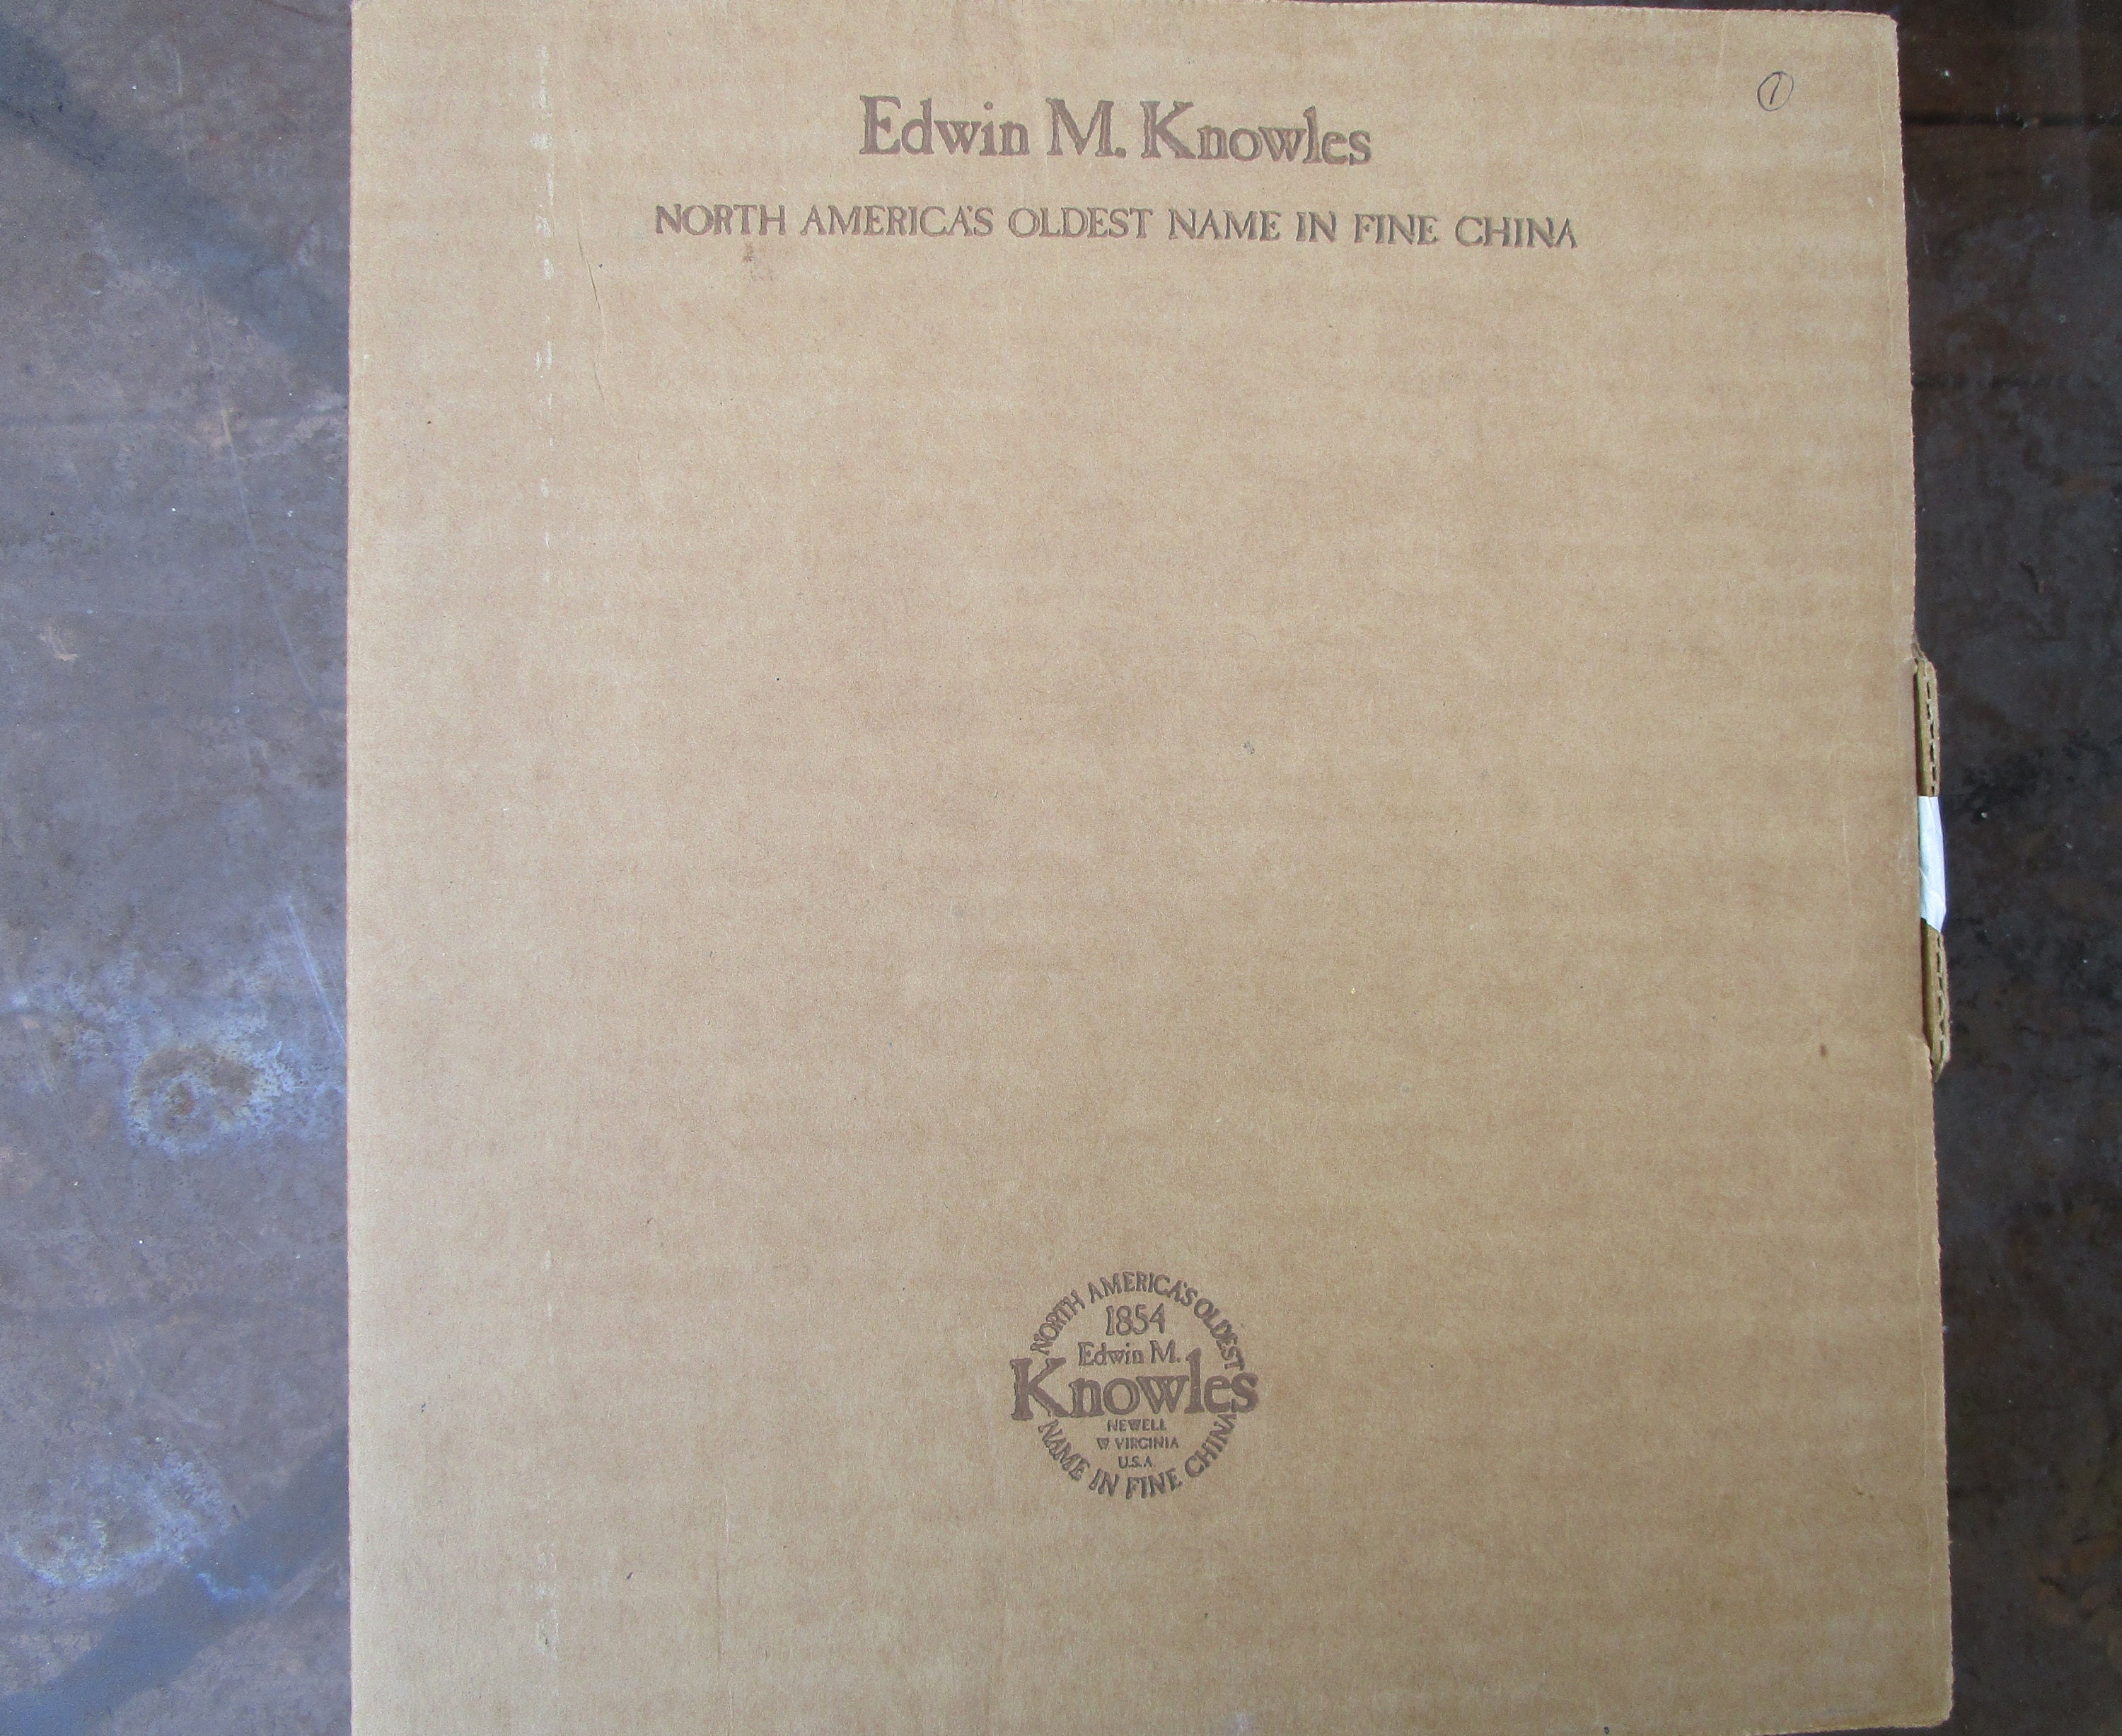 1
Edwin M. Knowles
NORTH AMERICA'S OLDEST NAME IN FINE CHINA
NORTH AMERICA'S OLDEST
1854
Edwin M.
Knowles
NEWELL
W VIRGINIA
U.S.A
NAME IN FINE CHINA